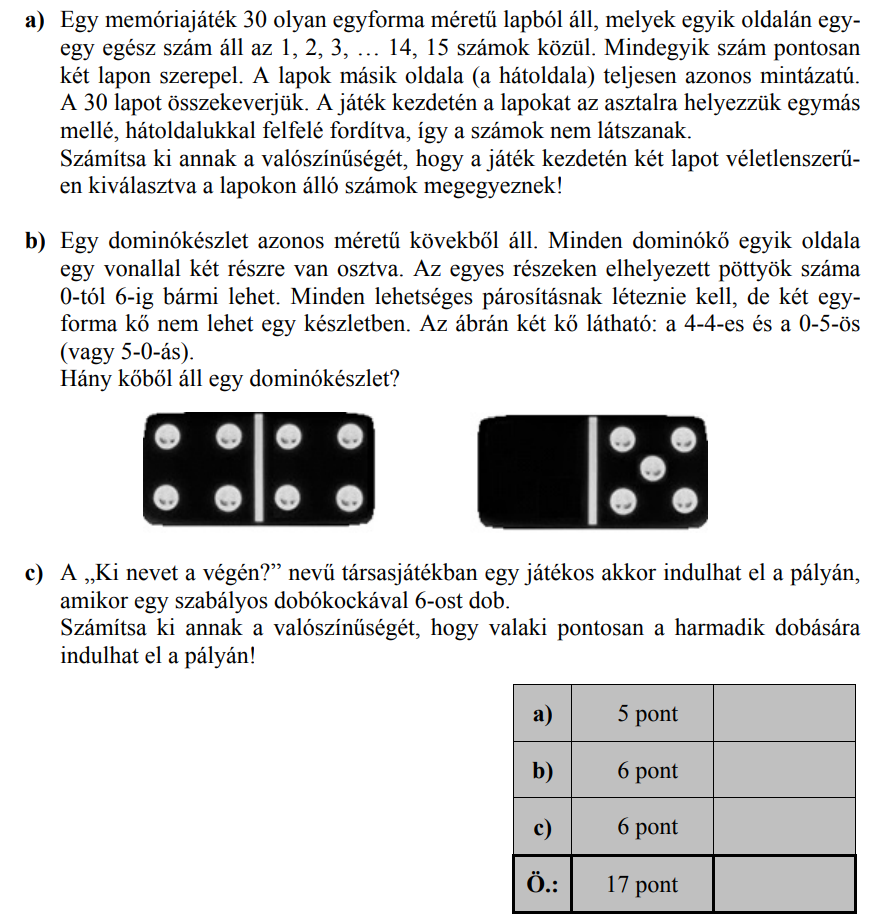 a) Egy memóriajáték 30 olyan egyforma méretű lapból áll, melyek egyik oldalán egy-
egy egész szám áll az 1, 2, 3, … 14, 15 számok közül. Mindegyik szám pontosan
két lapon szerepel. A lapok másik oldala (a hátoldala) teljesen azonos mintázatú.
A 30 lapot összekeverjük. A játék kezdetén a lapokat az asztalra helyezzük egymás
mellé, hátoldalukkal felfelé fordítva, így a számok nem látszanak.
Számítsa ki annak a valószínűségét, hogy a játék kezdetén két lapot véletlenszerű-
en kiválasztva a lapokon álló számok megegyeznek!
b) Egy dominókészlet azonos méretű kövekből áll. Minden dominókő egyik oldala
egy vonallal két részre van osztva. Az egyes részeken elhelyezett pöttyök száma
0-tól 6-ig bármi lehet. Minden lehetséges párosításnak léteznie kell, de két egy-
forma kő nem lehet egy készletben. Az ábrán két kő látható: a 4-4-es és a 0-5-ös
(vagy 5-0-ás).
Hány kőből áll egy dominókészlet?
c) A „Ki nevet a végén?” nevű társasjátékban egy játékos akkor indulhat el a pályán,
amikor egy szabályos dobókockával 6-ost dob.
Számítsa ki annak a valószínűségét, hogy valaki pontosan a harmadik dobására
indulhat el a pályán!
a) 5 pont
b) 6 pont
c) 6 pont
Ö.: 17 pont